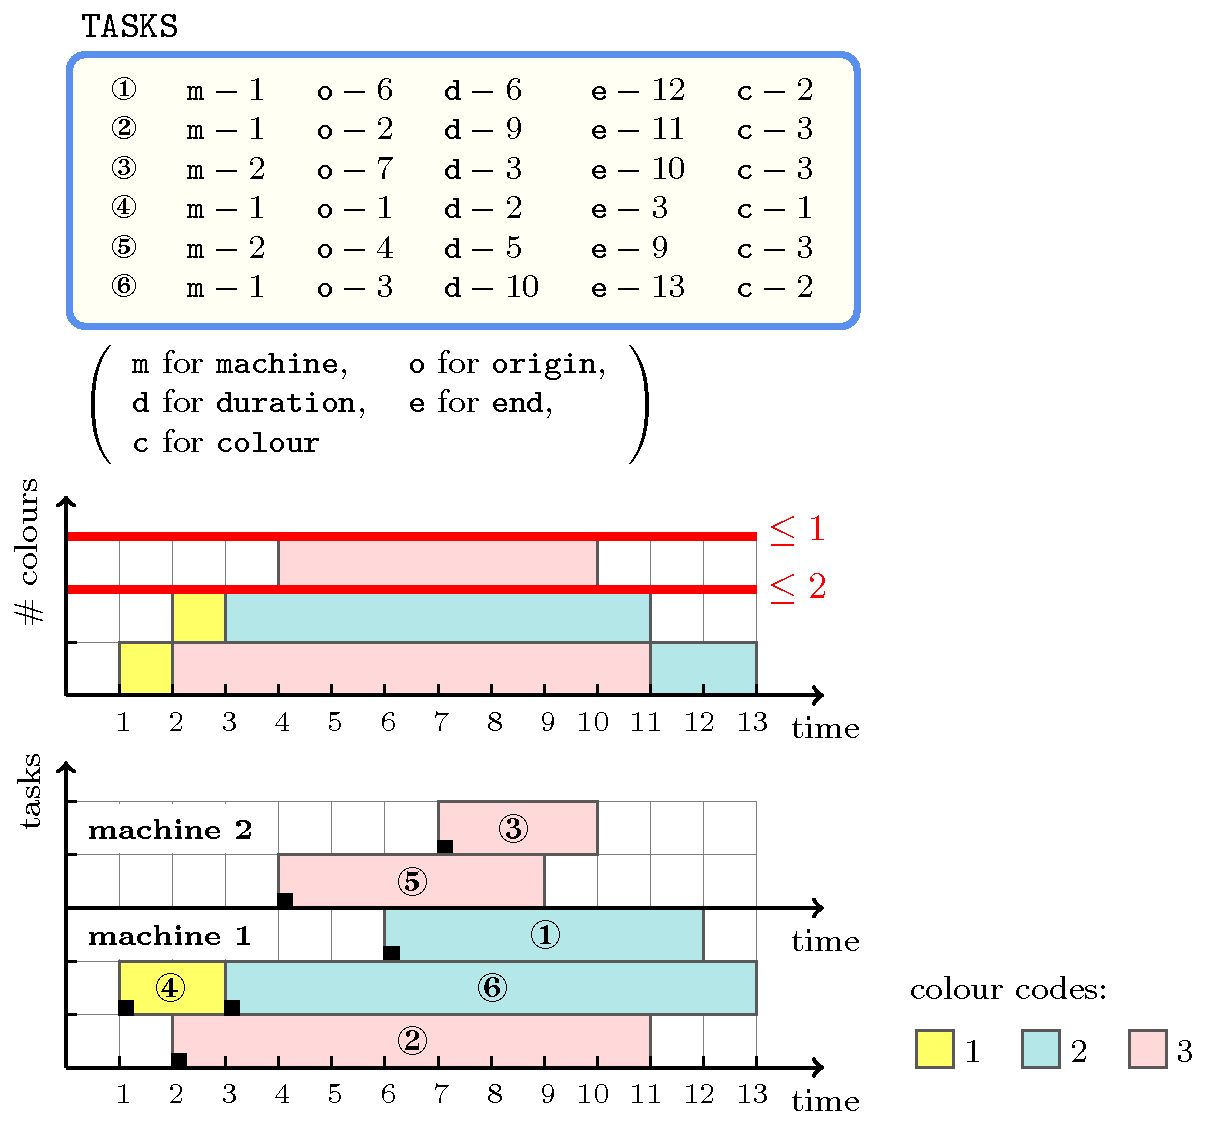 TASKS
① m – 1 o – 6 d – 6 e – 12 c – 2
② m – 1 o – 2 d – 9 e – 11 c – 3
③ m – 2 o – 7 d – 3 e – 10 c – 3
④ m – 1 o – 1 d – 2 e – 3 c – 1
⑤ m – 2 o – 4 d – 5 e – 9 c – 3
⑥ m – 1 o – 3 d – 10 e – 13 c – 2
( m for machine, o for origin,
d for duration, e for end,
c for colour )
# colours
≤ 1
≤ 2
1 2 3 4 5 6 7 8 9 10 11 12 13
time
tasks
machine 2
③
⑤
time
machine 1
①
④ ⑥
②
1 2 3 4 5 6 7 8 9 10 11 12 13
time
colour codes:
1 2 3